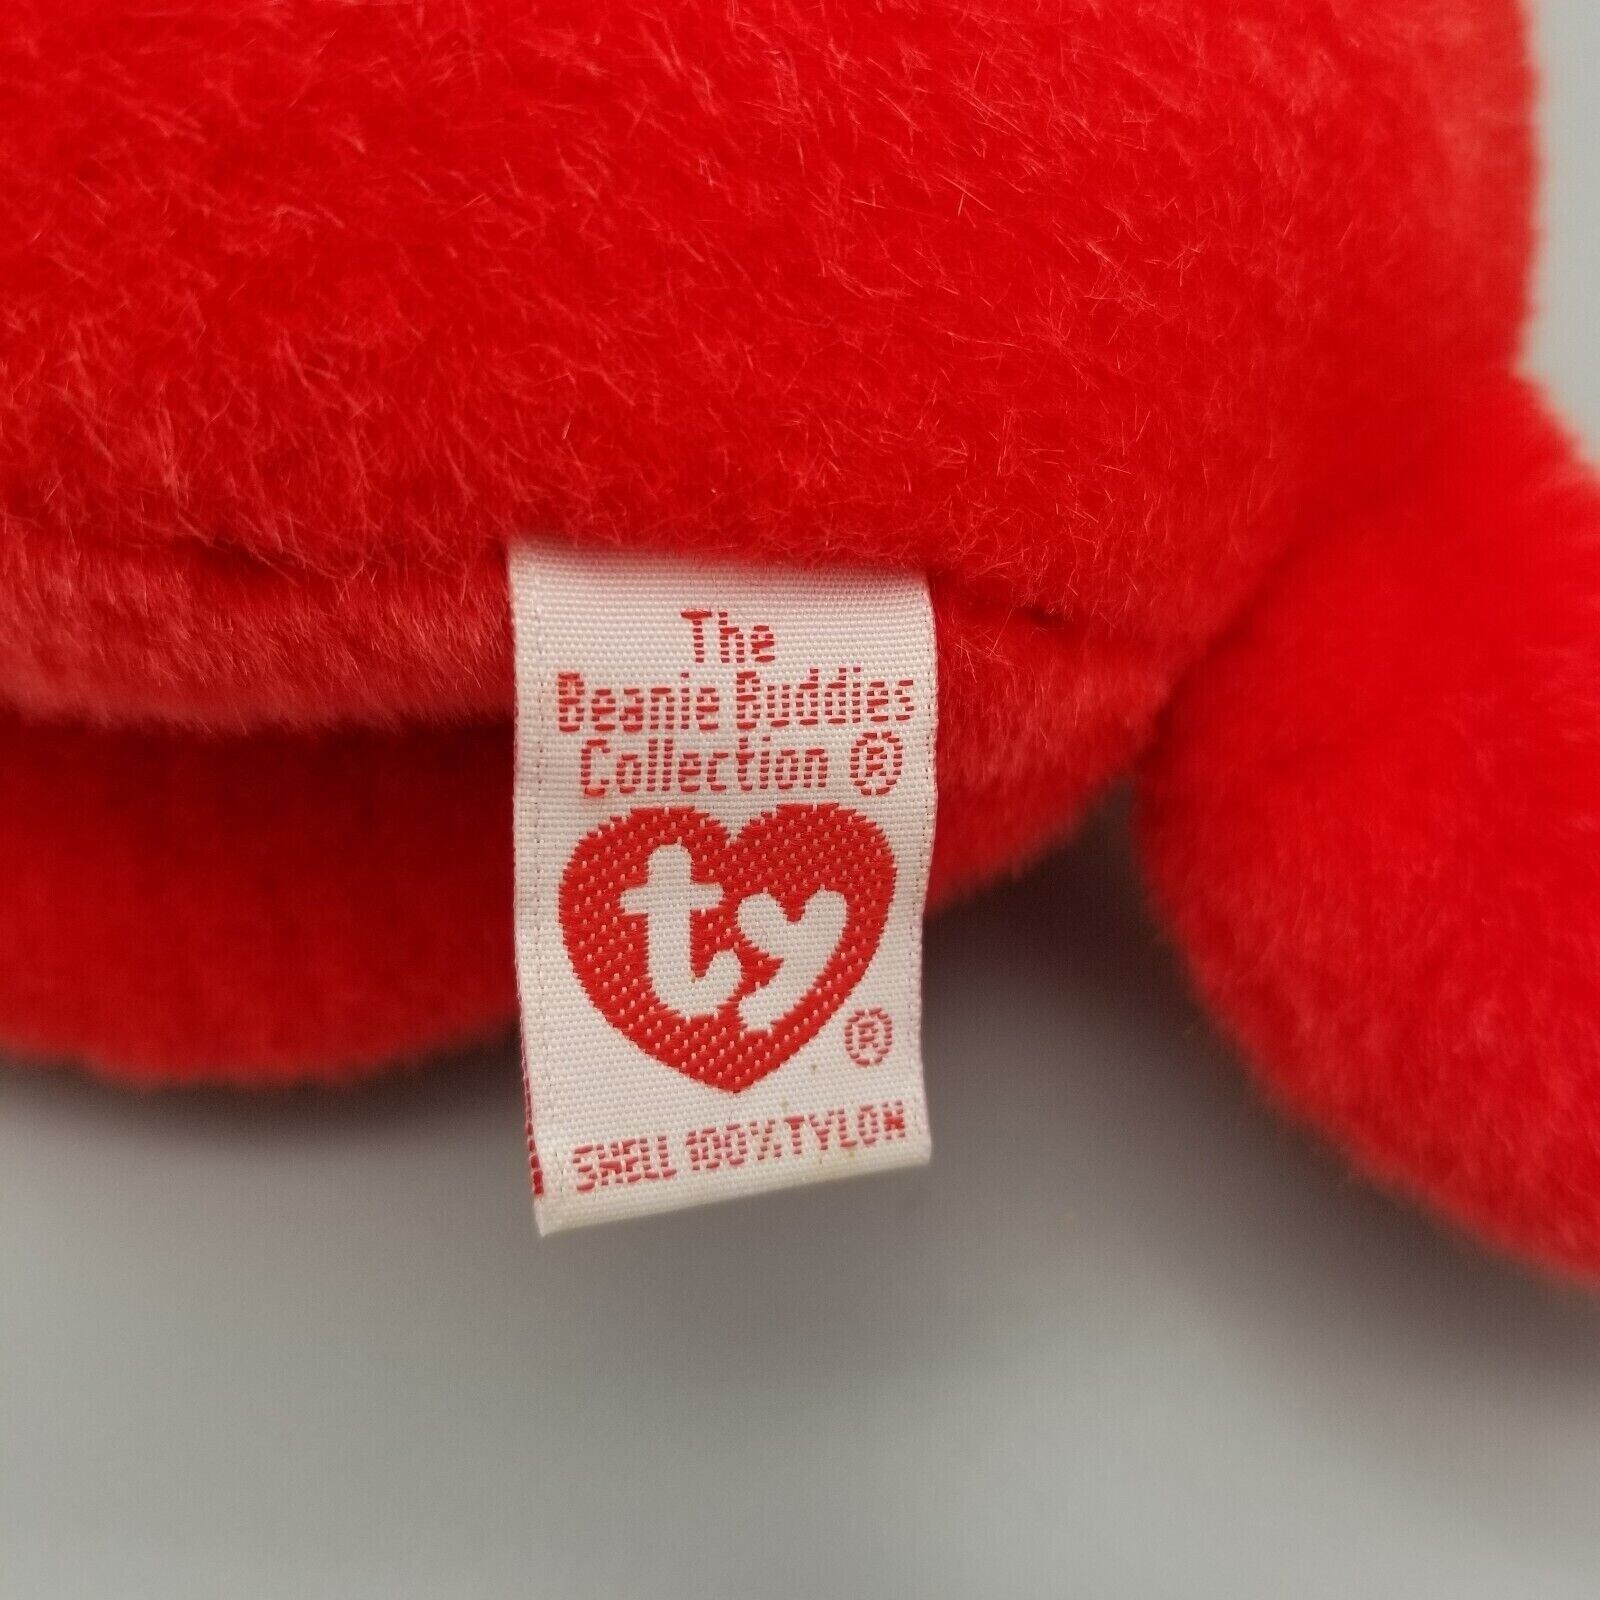 The
Beanie Buddies
Collection ®
ty
®
SHELL 100% TYLON